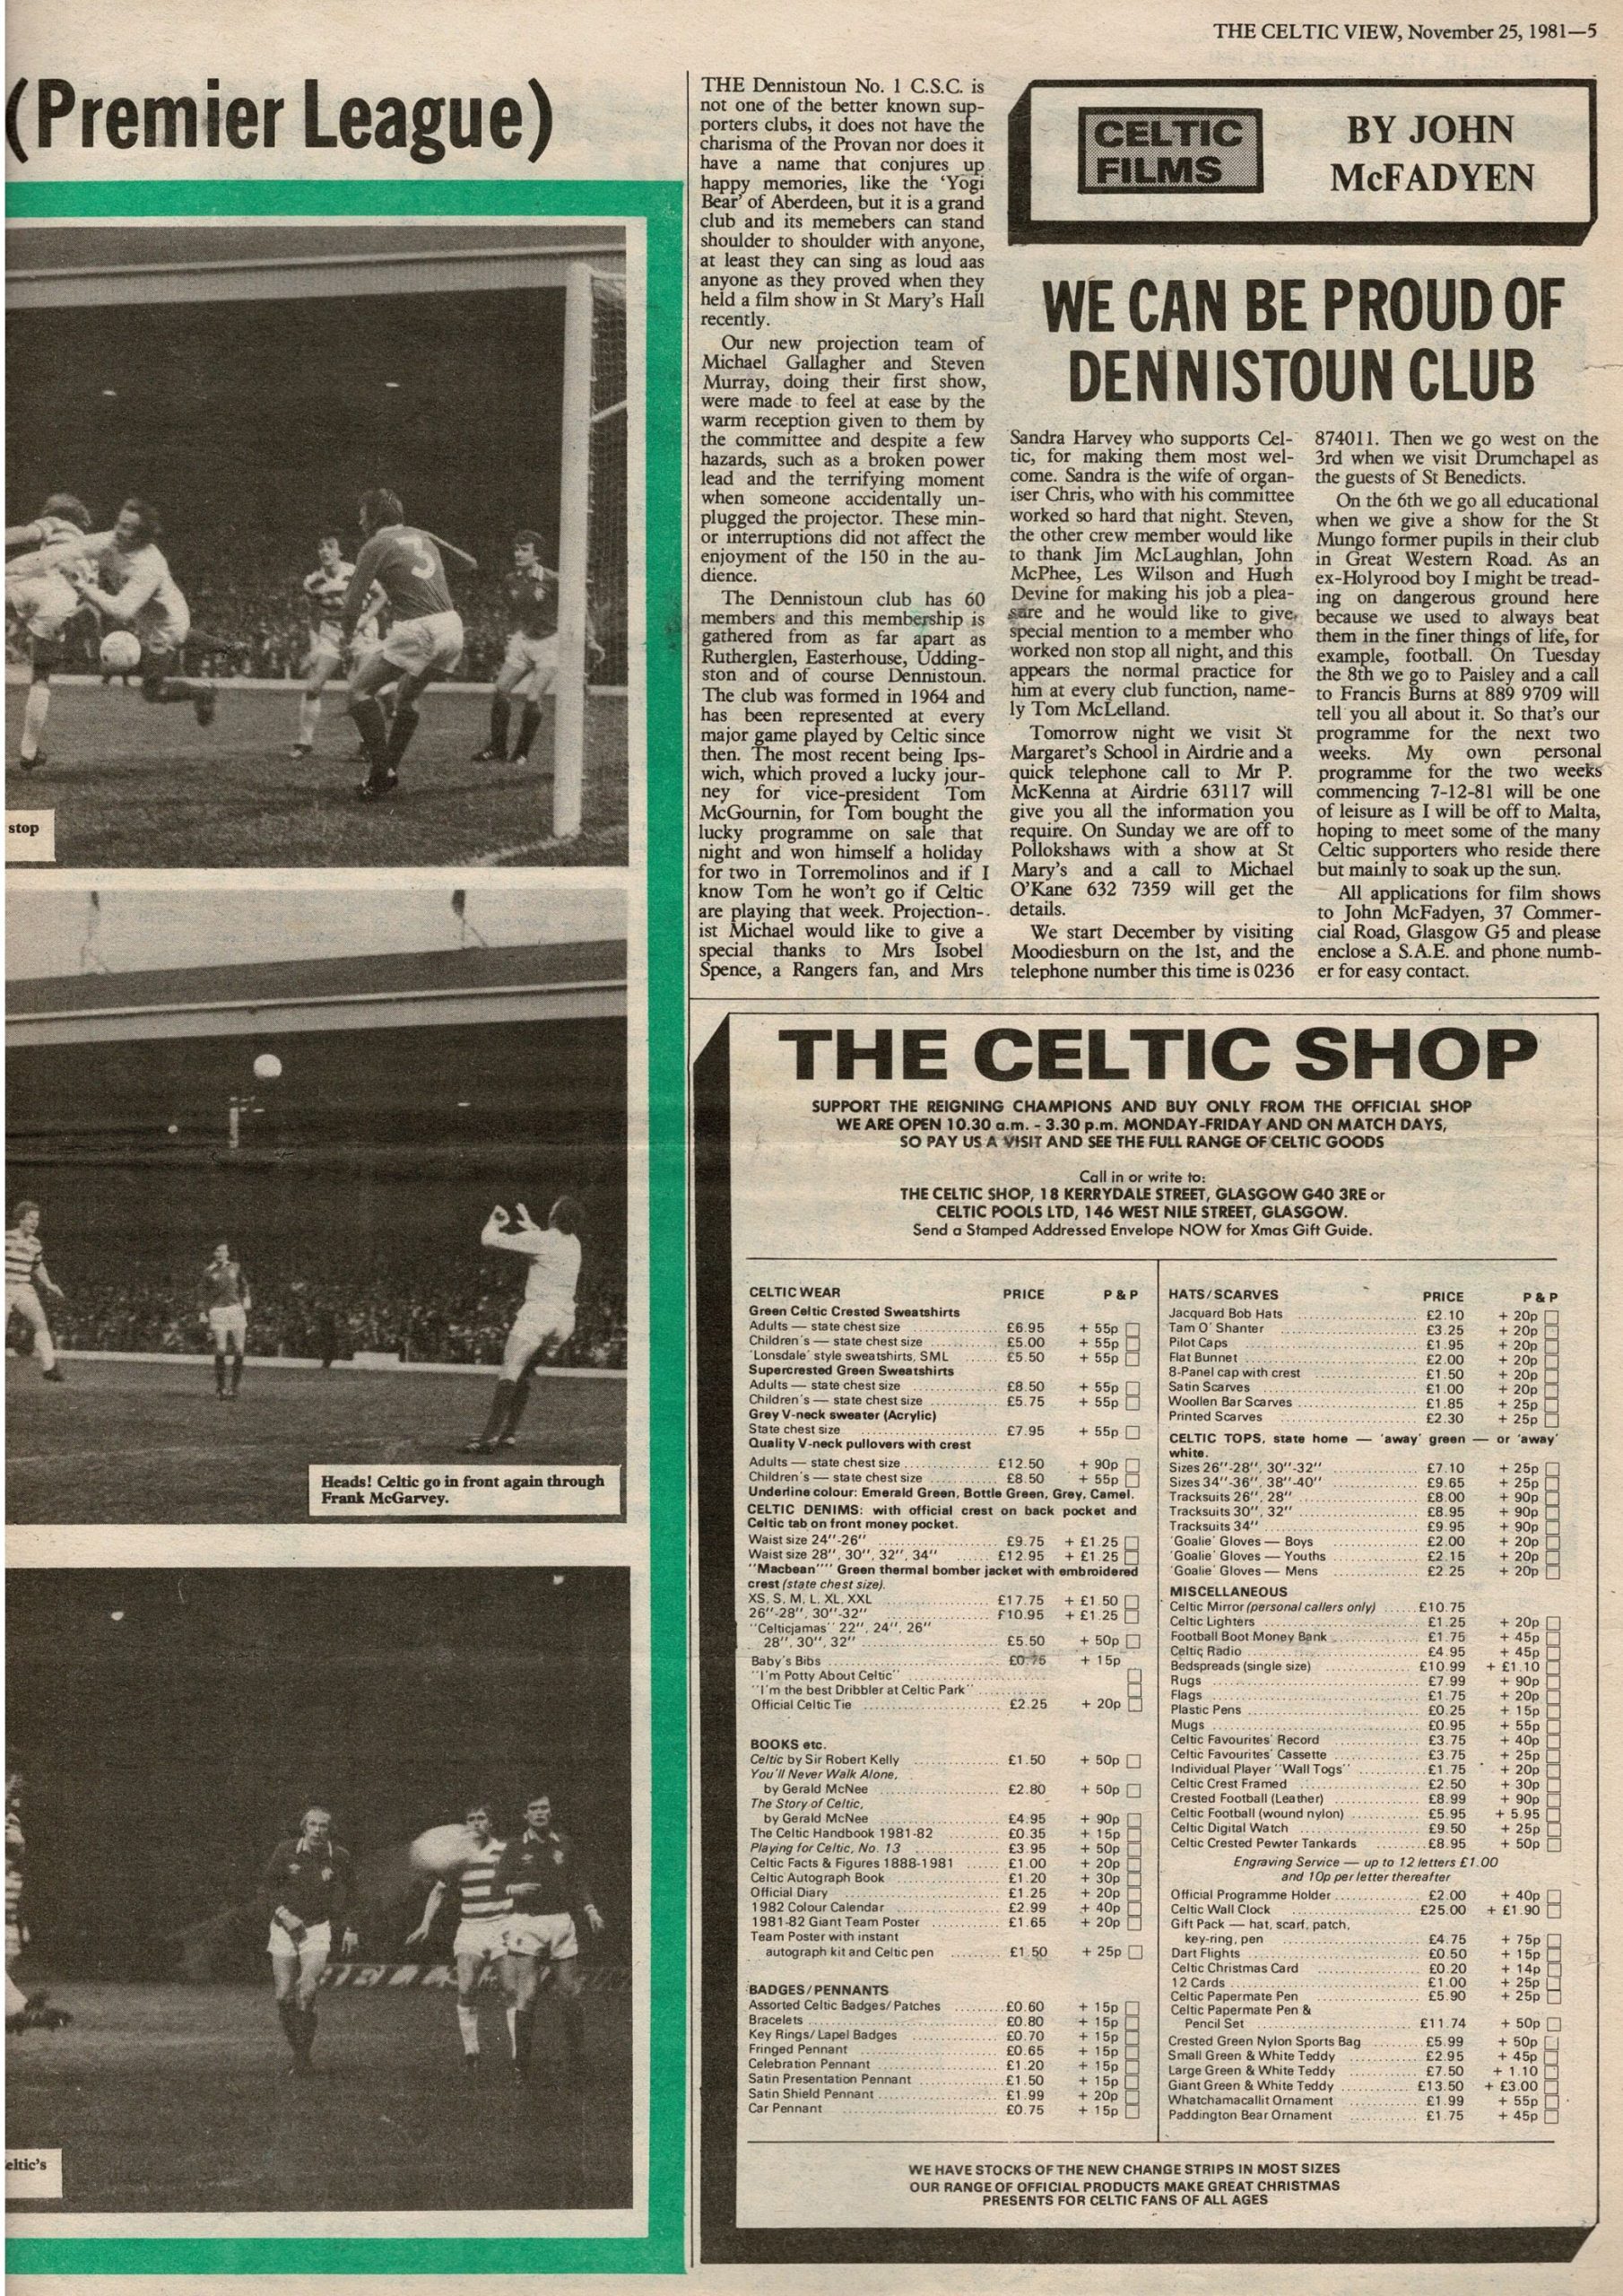 THE CELTIC VIEW, November 25, 1981—5
(Premier League)
stop
Heads! Celtic go in front again through
Frank McGarvey.
eltic's
THE Dennistoun No. 1 C.S.C. is
not one of the better known sup-
porters clubs, it does not have the
charisma of the Provan nor does it
have a name that conjures up
happy memories, like the 'Yogi
Bear' of Aberdeen, but it is a grand
club and its memebers can stand
shoulder to shoulder with anyone,
at least they can sing as loud aas
anyone as they proved when they
held a film show in St Mary's Hall
recently.
Our new projection team of
Michael Gallagher and Steven
Murray, doing their first show,
were made to feel at ease by the
warm reception given to them by
the committee and despite a few
hazards, such as a broken power
lead and the terrifying moment
when someone accidentally un-
plugged the projector. These min-
or interruptions did not affect the
enjoyment of the 150 in the au-
dience.
The Dennistoun club has 60
members and this membership is
gathered from as far apart as
Rutherglen, Easterhouse, Udding-
ston and of course Dennistoun.
The club was formed in 1964 and
has been represented at every
major game played by Celtic since
then. The most recent being Ips-
wich, which proved a lucky jour-
ney for vice-president Tom
McGournin, for Tom bought the
lucky programme on sale that
night and won himself a holiday
for two in Torremolinos and if I
know Tom he won't go if Celtic
are playing that week. Projection-
ist Michael would like to give a
special thanks to Mrs Isobel
Spence, a Rangers fan, and Mrs
CELTIC
FILMS
BY JOHN
McFADYEN
WE CAN BE PROUD OF
DENNISTOUN CLUB
Sandra Harvey who supports Cel-
tic, for making them most wel-
come. Sandra is the wife of organ-
iser Chris, who with his committee
worked so hard that night. Steven,
the other crew member would like
to thank Jim McLaughlan, John
McPhee, Les Wilson and Hugh
Devine for making his job a plea-
sure and he would like to give
special mention to a member who
worked non stop all night, and this
appears the normal practice for
him at every club function, name-
ly Tom McLelland.
Tomorrow night we visit St
Margaret's School in Airdrie and a
quick telephone call to Mr P.
McKenna at Airdrie 63117 will
give you all the information you
require. On Sunday we are off to
Pollokshaws with a show at St
Mary's and a call to Michael
O'Kane 632 7359 will get the
details.
We start December by visiting
Moodiesburn on the 1st, and the
telephone number this time is 0236
874011. Then we go west on the
3rd when we visit Drumchapel as
the guests of St Benedicts.
On the 6th we go all educational
when we give a show for the St
Mungo former pupils in their club
in Great Western Road. As an
ex-Holyrood boy I might be tread-
ing on dangerous ground here
because we used to always beat
them in the finer things of life, for
example, football. On Tuesday
the 8th we go to Paisley and a call
to Francis Burns at 889 9709 will
tell you all about it. So that's our
programme for the next two
weeks. My own personal
programme for the two weeks
commencing 7-12-81 will be one
of leisure as I will be off to Malta,
hoping to meet some of the many
Celtic supporters who reside there
but mainly to soak up the sun.
All applications for film shows
to John McFadyen, 37 Commer-
cial Road, Glasgow G5 and please
enclose a S.A.E. and phone numb-
er for easy contact.
THE CELTIC SHOP
SUPPORT THE REIGNING CHAMPIONS AND BUY ONLY FROM THE OFFICIAL SHOP
WE ARE OPEN 10.30 a.m. - 3.30 p.m. MONDAY-FRIDAY AND ON MATCH DAYS,
SO PAY US A VISIT AND SEE THE FULL RANGE OF CELTIC GOODS
Call in or write to:
THE CELTIC SHOP, 18 KERRYDALE STREET, GLASGOW G40 3RE or
CELTIC POOLS LTD, 146 WEST NILE STREET, GLASGOW.
Send a Stamped Addressed Envelope NOW for Xmas Gift Guide.
CELTIC WEAR PRICE P & P
Green Celtic Crested Sweatshirts
Adults — state chest size £6.95 + 55p
Children's — state chest size £5.00 + 55p
'Lonsdale' style sweatshirts, SML £5.50 + 55p
Supercrested Green Sweatshirts
Adults — state chest size £8.50 + 55p
Children's — state chest size £5.75 + 55p
Grey V-neck sweater (Acrylic)
State chest size £7.95 + 55p
Quality V-neck pullovers with crest
Adults — state chest size £12.50 + 90p
Children's — state chest size £8.50 + 55p
Underline colour: Emerald Green, Bottle Green, Grey, Camel.
CELTIC DENIMS: with official crest on back pocket and
Celtic tab on front money pocket.
Waist size 24''-26'' £9.75 + £1.25
Waist size 28'', 30'', 32'', 34'' £12.95 + £1.25
''Macbean'''' Green thermal bomber jacket with embroidered
crest (state chest size).
XS, S, M, L, XL, XXL £17.75 + £1.50
26''-28'', 30''-32'' £10.95 + £1.25
''Celticjamas'' 22'', 24'', 26''
28'', 30'', 32'' £5.50 + 50p
Baby's Bibs £0.75 + 15p
''I'm Potty About Celtic''
''I'm the best Dribbler at Celtic Park''
Official Celtic Tie £2.25 + 20p
BOOKS etc.
Celtic by Sir Robert Kelly £1.50 + 50p
You'll Never Walk Alone,
by Gerald McNee £2.80 + 50p
The Story of Celtic,
by Gerald McNee £4.95 + 90p
The Celtic Handbook 1981-82 £0.35 + 15p
Playing for Celtic, No. 13 £3.95 + 50p
Celtic Facts & Figures 1888-1981 £1.00 + 20p
Celtic Autograph Book £1.20 + 30p
Official Diary £1.25 + 20p
1982 Colour Calendar £2.99 + 40p
1981-82 Giant Team Poster £1.65 + 20p
Team Poster with instant
autograph kit and Celtic pen £1.50 + 25p
BADGES/PENNANTS
Assorted Celtic Badges/Patches £0.60 + 15p
Bracelets £0.80 + 15p
Key Rings/Lapel Badges £0.70 + 15p
Fringed Pennant £0.65 + 15p
Celebration Pennant £1.20 + 15p
Satin Presentation Pennant £1.50 + 15p
Satin Shield Pennant £1.99 + 20p
Car Pennant £0.75 + 15p
HATS/SCARVES PRICE P & P
Jacquard Bob Hats £2.10 + 20p
Tam O' Shanter £3.25 + 20p
Pilot Caps £1.95 + 20p
Flat Bunnet £2.00 + 20p
8-Panel cap with crest £1.50 + 20p
Satin Scarves £1.00 + 20p
Woollen Bar Scarves £1.85 + 25p
Printed Scarves £2.30 + 25p
CELTIC TOPS, state home — 'away' green — or 'away'
white.
Sizes 26''-28'', 30''-32'' £7.10 + 25p
Sizes 34''-36'', 38''-40'' £9.65 + 25p
Tracksuits 26'', 28'' £8.00 + 90p
Tracksuits 30'', 32'' £8.95 + 90p
Tracksuits 34'' £9.95 + 90p
'Goalie' Gloves — Boys £2.00 + 20p
'Goalie' Gloves — Youths £2.15 + 20p
'Goalie' Gloves — Mens £2.25 + 20p
MISCELLANEOUS
Celtic Mirror (personal callers only) £10.75
Celtic Lighters £1.25 + 20p
Football Boot Money Bank £1.75 + 45p
Celtic Radio £4.95 + 45p
Bedspreads (single size) £10.99 + £1.10
Rugs £7.99 + 90p
Flags £1.75 + 20p
Plastic Pens £0.25 + 15p
Mugs £0.95 + 55p
Celtic Favourites' Record £3.75 + 40p
Celtic Favourites' Cassette £3.75 + 25p
Individual Player ''Wall Togs'' £1.75 + 20p
Celtic Crest Framed £2.50 + 30p
Crested Football (Leather) £8.99 + 90p
Celtic Football (wound nylon) £5.95 + 5.95
Celtic Digital Watch £9.50 + 25p
Celtic Crested Pewter Tankards £8.95 + 50p
Engraving Service — up to 12 letters £1.00
and 10p per letter thereafter
Official Programme Holder £2.00 + 40p
Celtic Wall Clock £25.00 + £1.90
Gift Pack — hat, scarf, patch,
key-ring, pen £4.75 + 75p
Dart Flights £0.50 + 15p
Celtic Christmas Card £0.20 + 14p
12 Cards £1.00 + 25p
Celtic Papermate Pen £5.90 + 25p
Celtic Papermate Pen &
Pencil Set £11.74 + 50p
Crested Green Nylon Sports Bag £5.99 + 50p
Small Green & White Teddy £2.95 + 45p
Large Green & White Teddy £7.50 + 1.10
Giant Green & White Teddy £13.50 + £3.00
Whatchamacallit Ornament £1.99 + 55p
Paddington Bear Ornament £1.75 + 45p
WE HAVE STOCKS OF THE NEW CHANGE STRIPS IN MOST SIZES
OUR RANGE OF OFFICIAL PRODUCTS MAKE GREAT CHRISTMAS
PRESENTS FOR CELTIC FANS OF ALL AGES
3